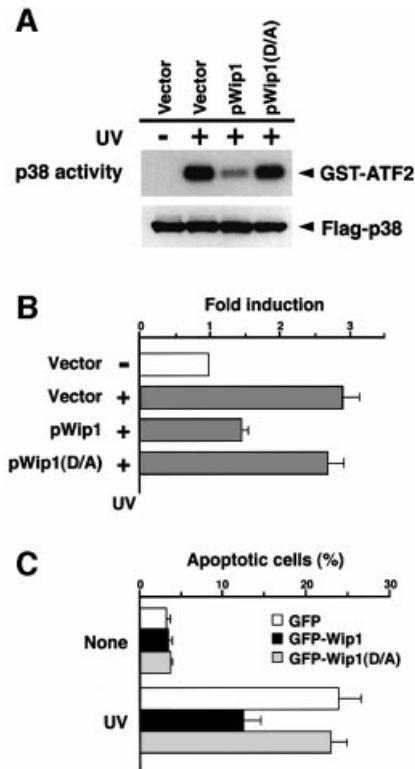 A
Vector
Vector
pWip1
pWip1(D/A)
UV - + + +
p38 activity
GST-ATF2
Flag-p38
B
Fold induction
0 1 2 3
Vector -
Vector +
pWip1 +
pWip1(D/A) +
UV
C
Apoptotic cells (%)
0 10 20 30
None
GFP
GFP-Wip1
GFP-Wip1(D/A)
UV